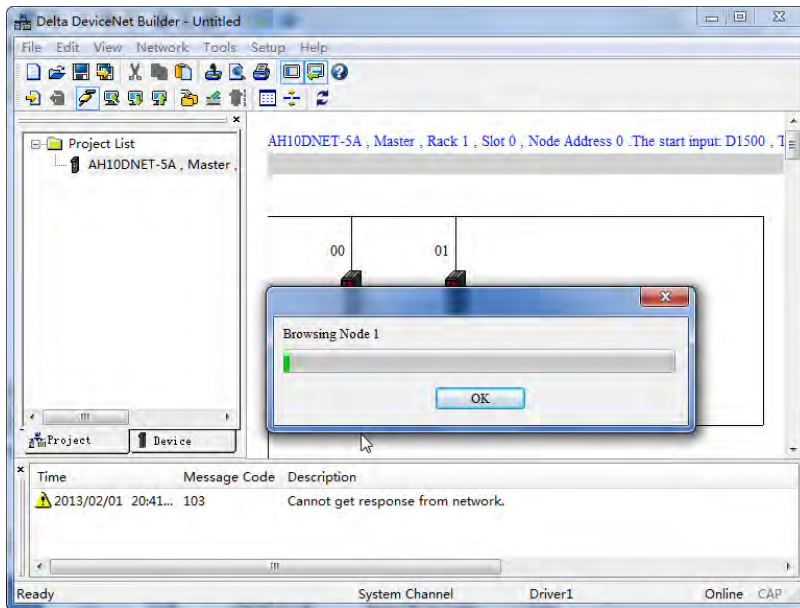 Delta DeviceNet Builder - Untitled
File Edit View Network Tools Setup Help
Project List
AH10DNET-5A , Master ,
AH10DNET-5A , Master , Rack 1 , Slot 0 , Node Address 0 .The start input: D1500 , T
00 01
Browsing Node 1
OK
Project Device
Time Message Code Description
2013/02/01 20:41... 103 Cannot get response from network.
Ready System Channel Driver1 Online CAP